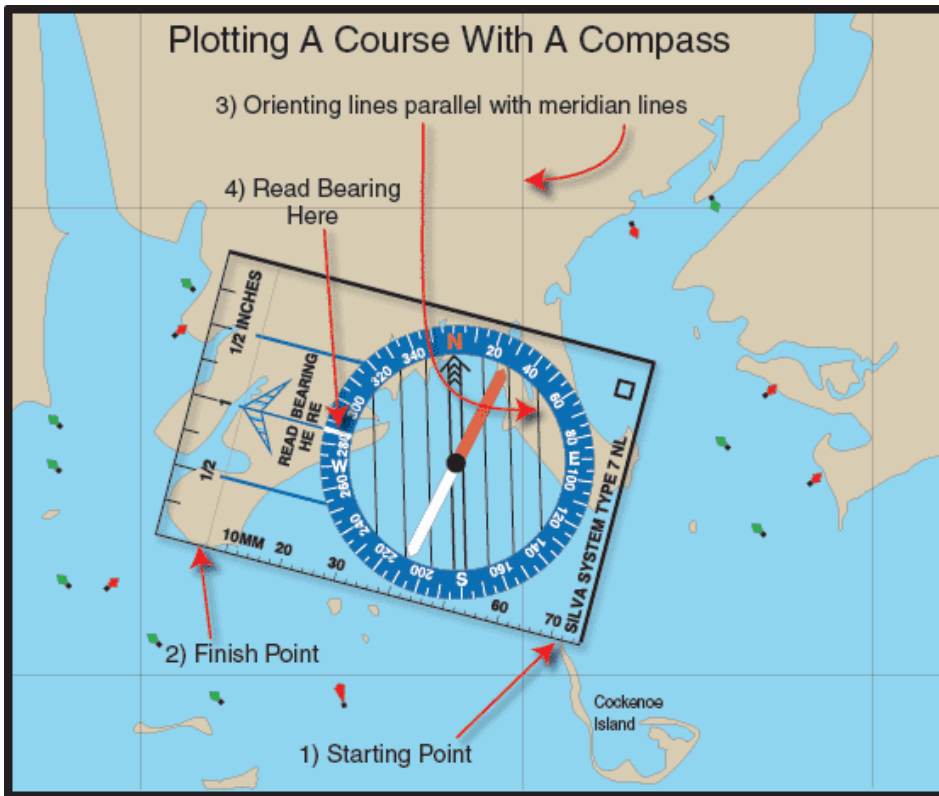 Plotting A Course With A Compass
3) Orienting lines parallel with meridian lines
4) Read Bearing
Here
1/2 INCHES
1
1/2
READ BEARING
HERE
N
20
40
60
80
E
100
120
140
160
S
200
220
240
260
W
280
300
320
340
10MM 20
30
60
70
SILVA SYSTEM TYPE 7 NL
2) Finish Point
1) Starting Point
Cockenoe
Island